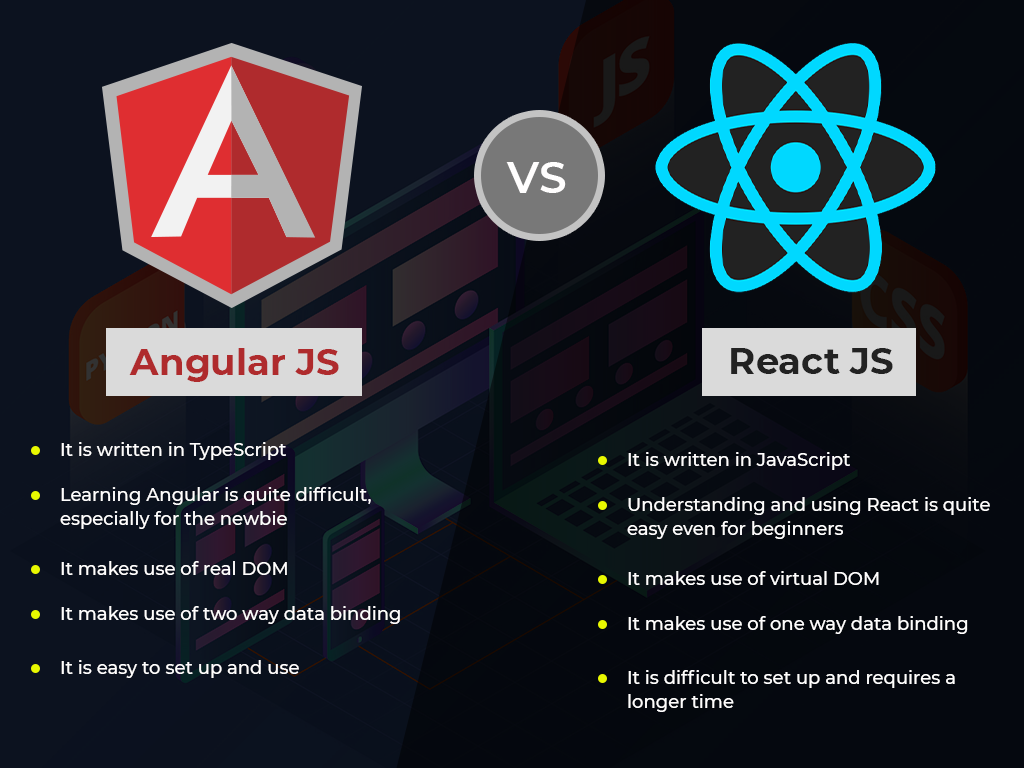 JS
VS
PYTHON
CSS
Angular JS
React JS
It is written in TypeScript
Learning Angular is quite difficult,
especially for the newbie
It makes use of real DOM
It makes use of two way data binding
It is easy to set up and use
It is written in JavaScript
Understanding and using React is quite
easy even for beginners
It makes use of virtual DOM
It makes use of one way data binding
It is difficult to set up and requires a
longer time